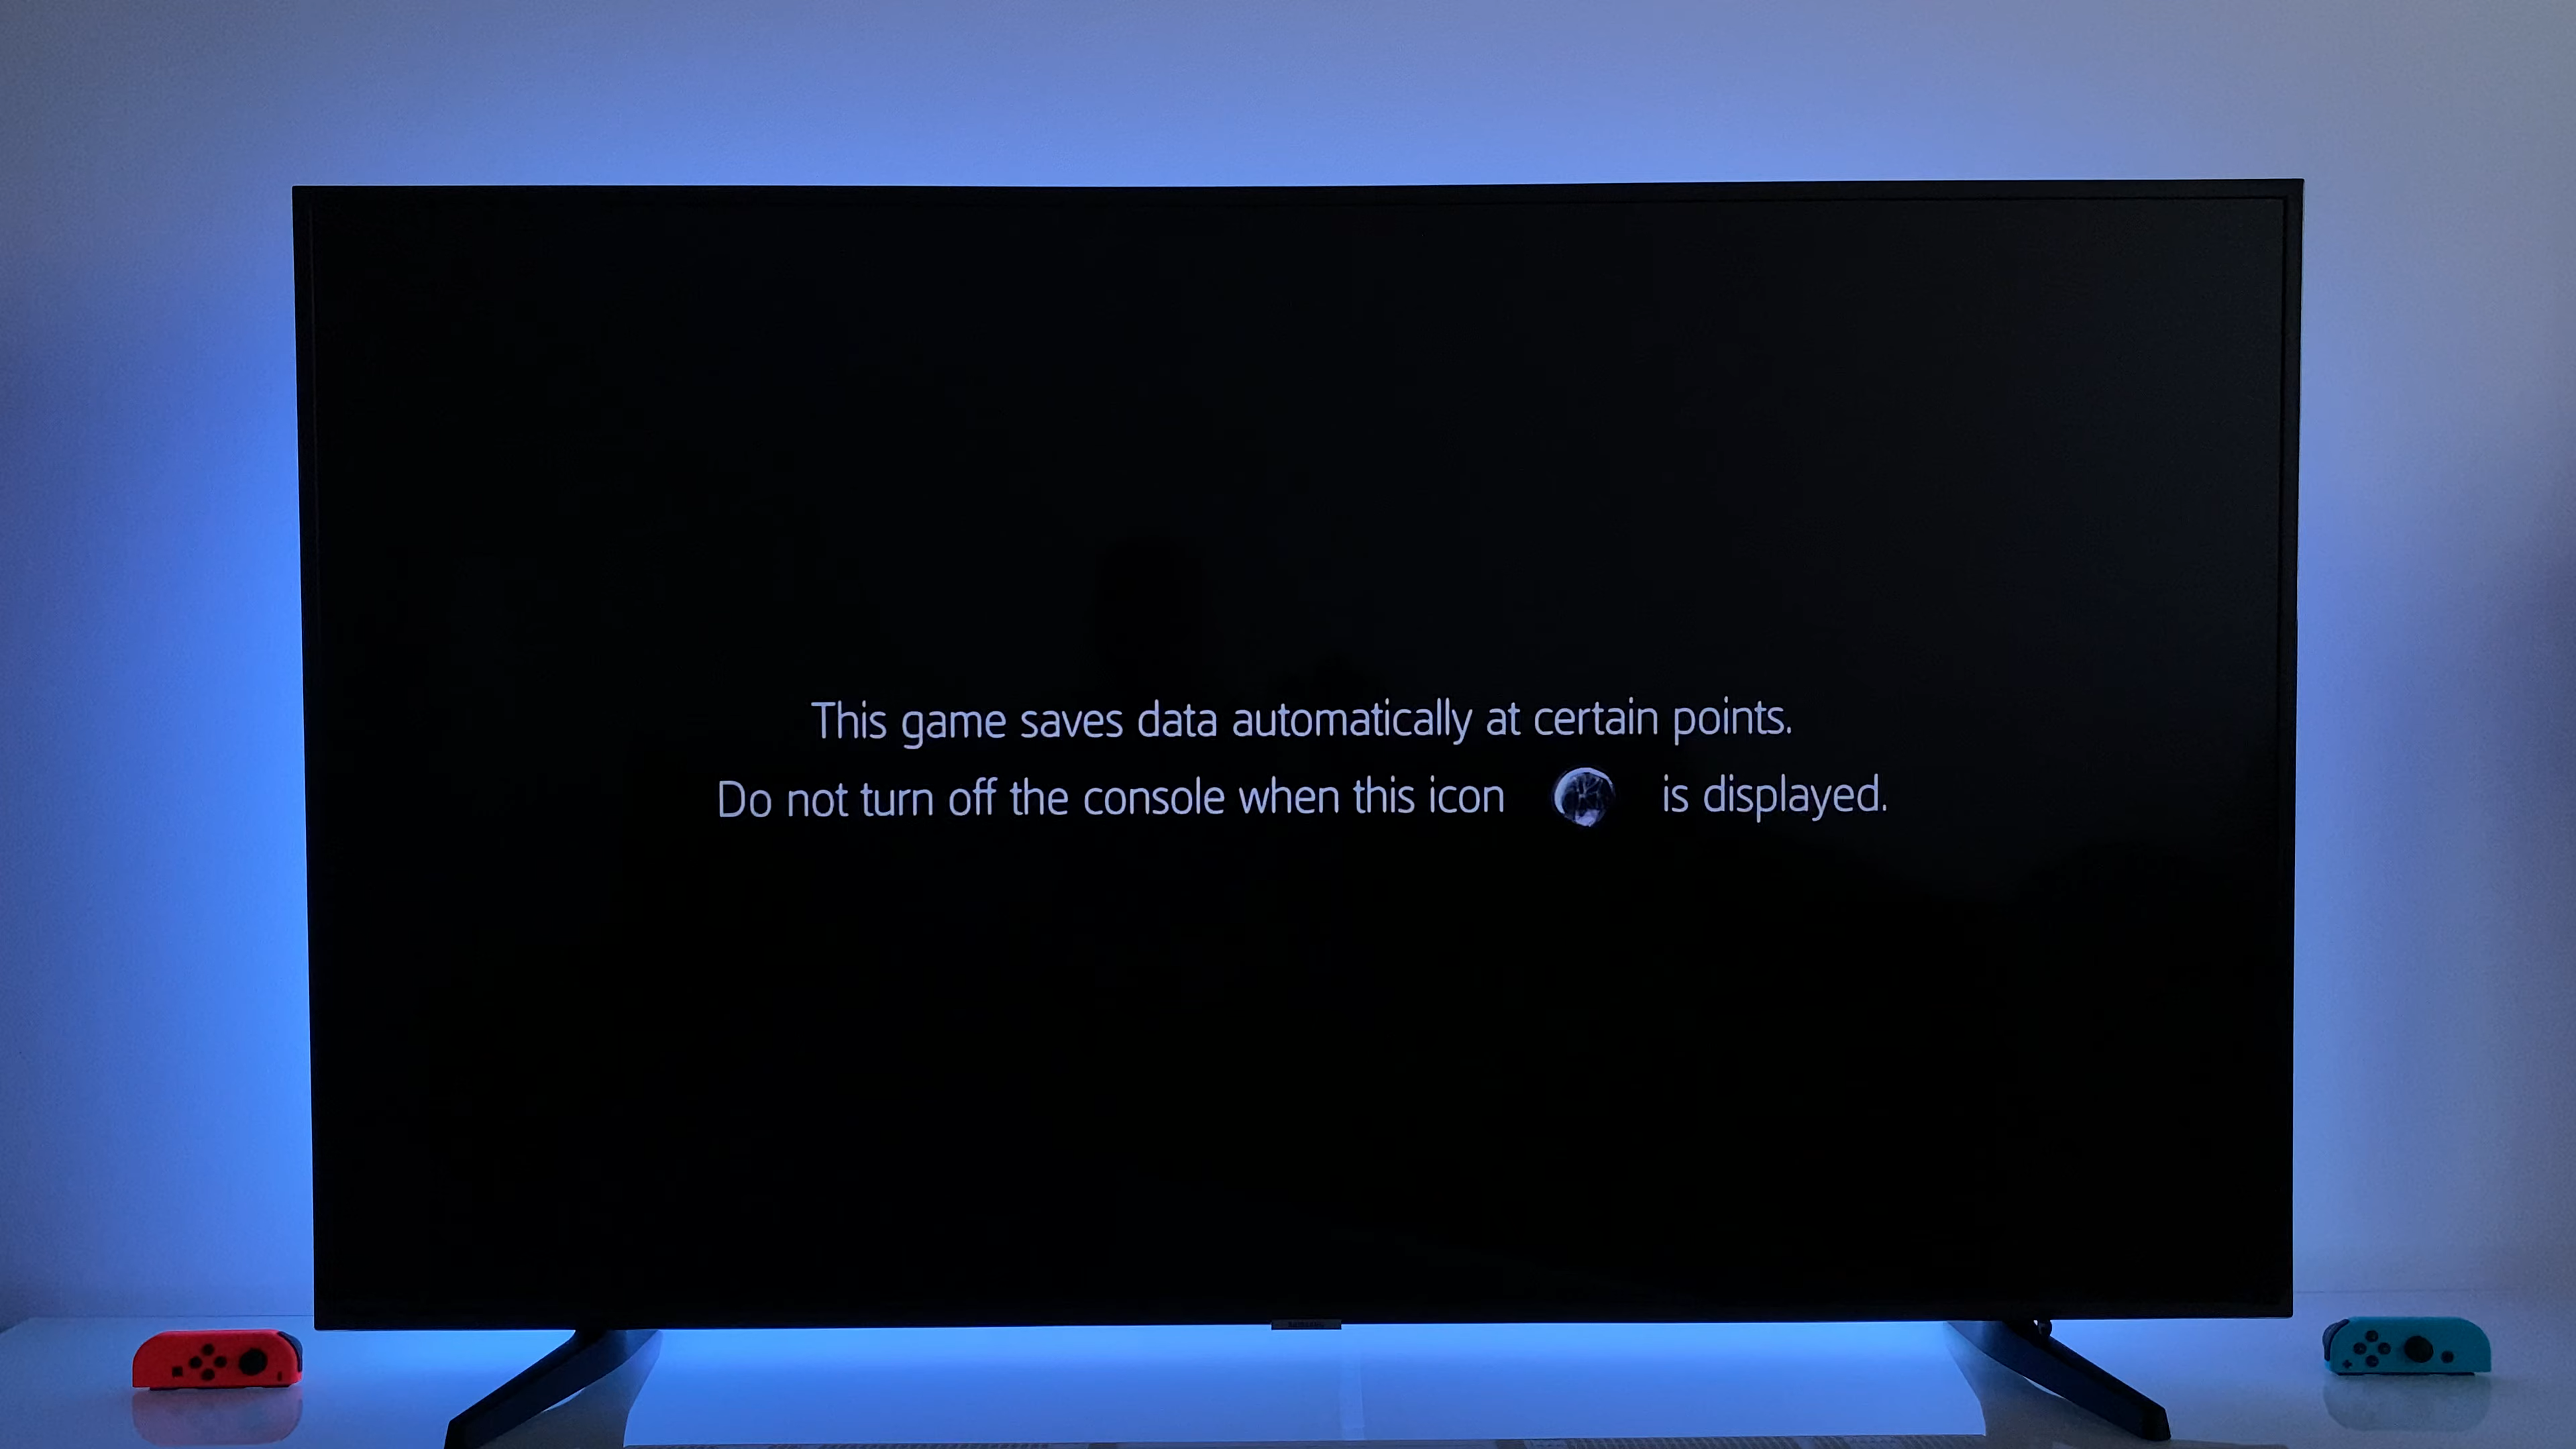 This game saves data automatically at certain points.
Do not turn off the console when this icon is displayed.
SAMSUNG